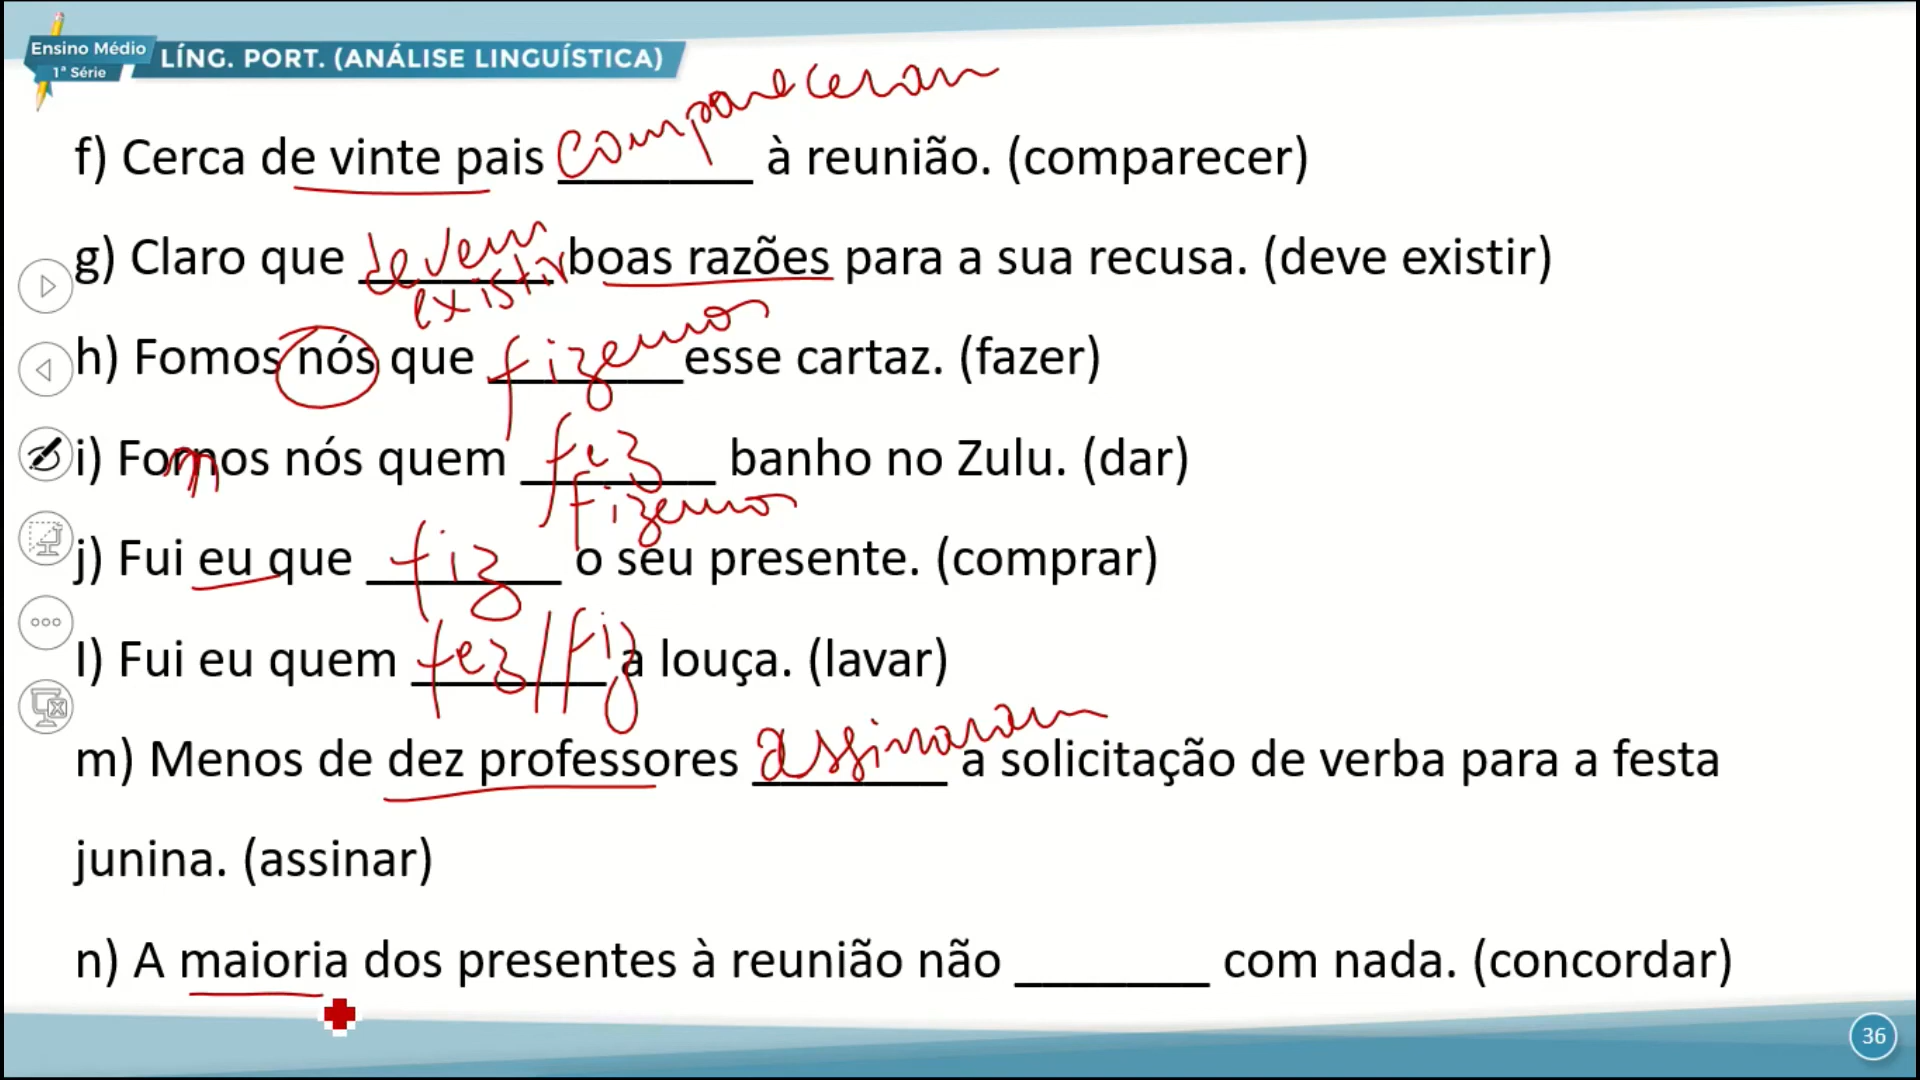 Ensino Médio
1ª Série
LÍNG. PORT. (ANÁLISE LINGUÍSTICA)
compareceram
f) Cerca de vinte pais ________ à reunião. (comparecer)
devem
g) Claro que ________ boas razões para a sua recusa. (deve existir)
existir
fizemos
h) Fomos nós que ________ esse cartaz. (fazer)
m
fez
i) Fomos nós quem ________ banho no Zulu. (dar)
fizemos
j) Fui eu que fiz o seu presente. (comprar)
l) Fui eu quem fez/fiz a louça. (lavar)
m) Menos de dez professores assinaram a solicitação de verba para a festa
junina. (assinar)
n) A maioria dos presentes à reunião não ________ com nada. (concordar)
36